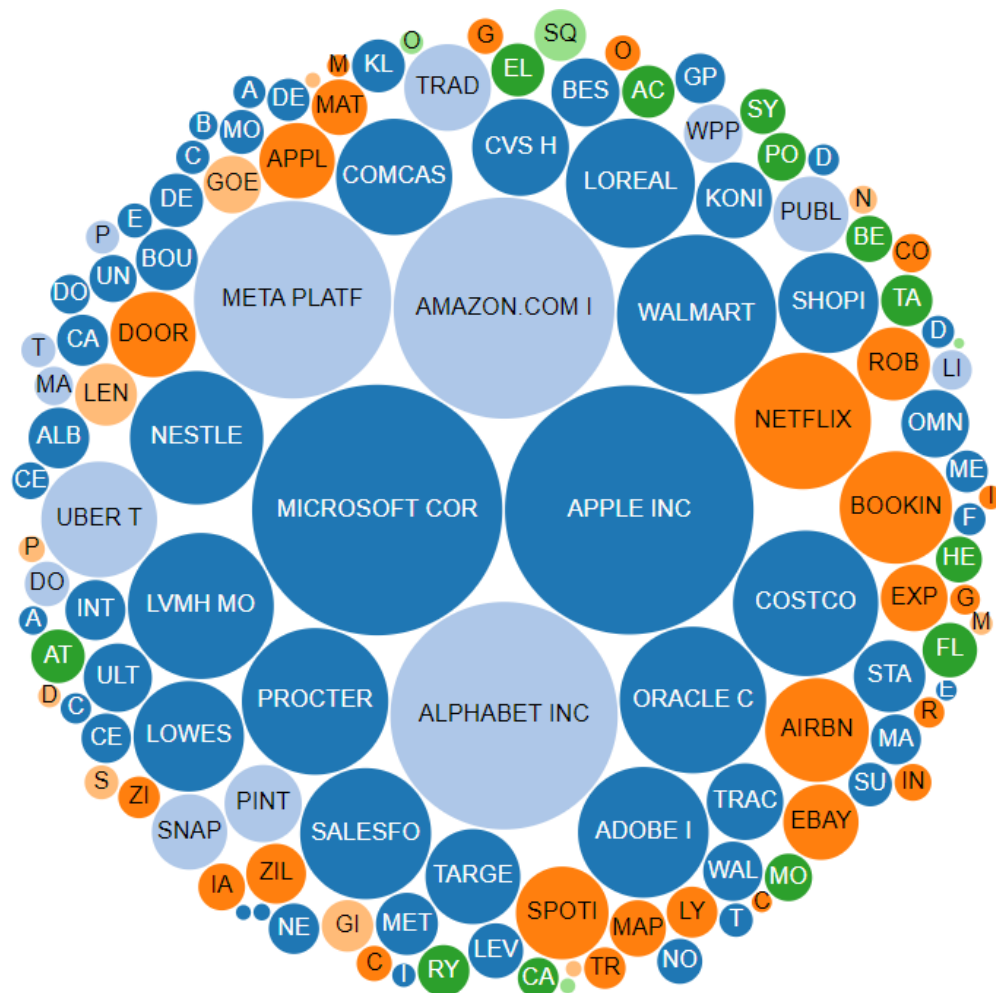 G
O
SQ
O
M
KL
TRAD
EL
BES
AC
GP
A
DE
MAT
WPP
SY
B
MO
APPL
COMCAS
CVS H
LOREAL
PO
D
C
GOE
KONI
PUBL
N
E
DE
BE
P
BOU
CO
UN
META PLATF
AMAZON.COM I
WALMART
SHOPI
TA
DO
DOOR
D
T
CA
ROB
LI
MA
LEN
NETFLIX
OMN
ALB
NESTLE
ME
CE
I
UBER T
MICROSOFT COR
APPLE INC
BOOKIN
F
P
HE
DO
INT
LVMH MO
COSTCO
EXP
G
A
M
AT
FL
ULT
STA
E
D
C
PROCTER
ALPHABET INC
ORACLE C
R
CE
LOWES
AIRBN
MA
S
ZI
SU
IN
SNAP
PINT
TRAC
EBAY
SALESFO
ADOBE I
IA
ZIL
TARGE
WAL
MO
C
NE
GI
MET
SPOTI
MAP
LY
T
LEV
NO
C
I
RY
CA
TR